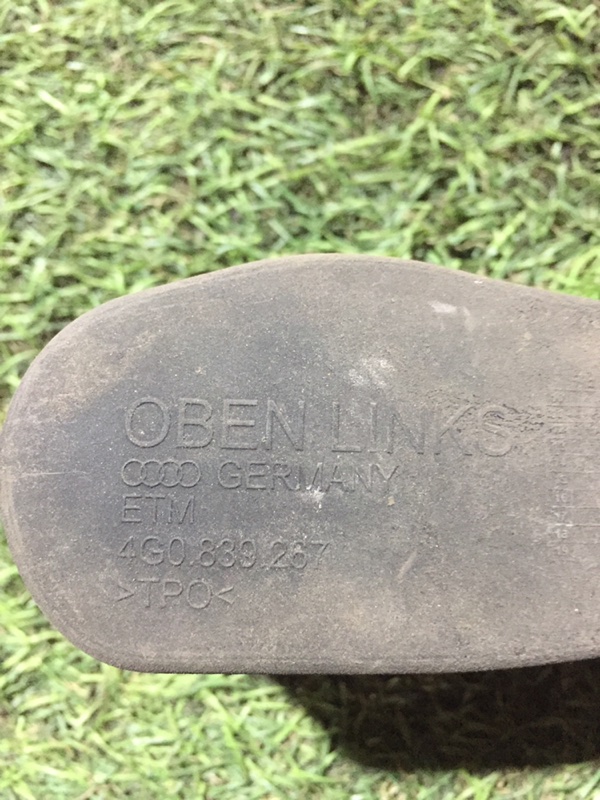 OBEN LINKS
GERMANY
ETM
4G0.839.267
>TPO<